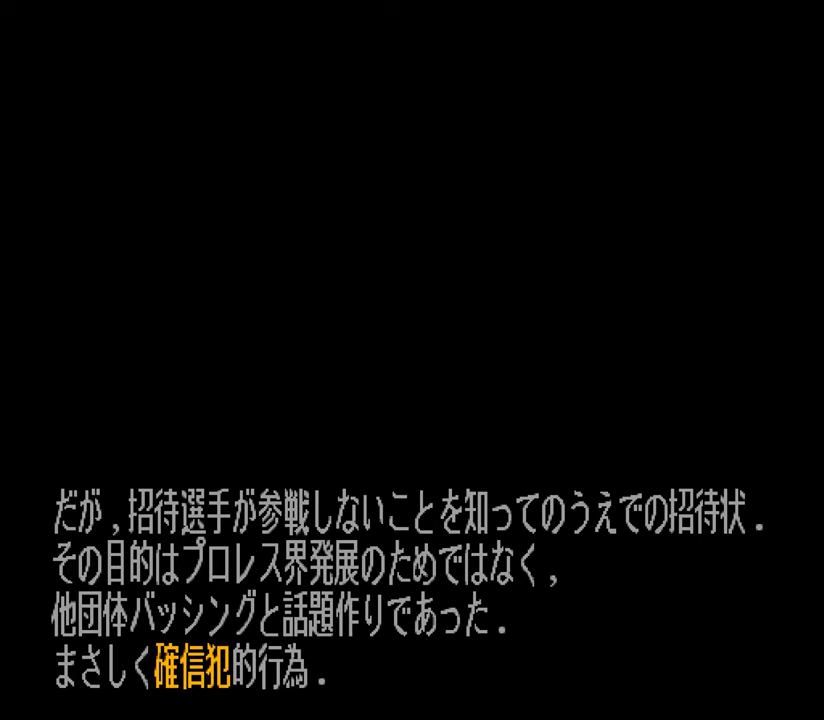 だが,招待選手が参戦しないことを知ってのうえでの招待状.
その目的はプロレス界発展のためではなく,
他団体バッシングと話題作りであった.
まさしく確信犯的行為.